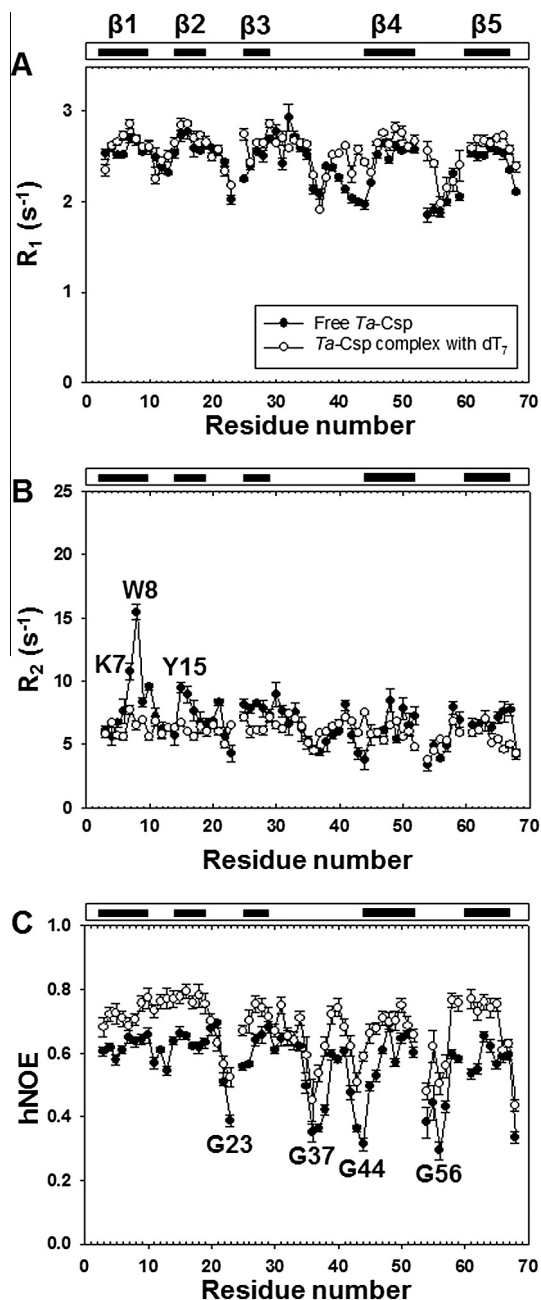 β1 β2 β3 β4 β5
A
3
2
1
0
R₁ (s⁻¹)
Free Ta-Csp
Ta-Csp complex with dT₇
0 10 20 30 40 50 60 70
Residue number
B
25
20
15
10
5
0
R₂ (s⁻¹)
W8
K7
Y15
0 10 20 30 40 50 60 70
Residue number
C
1.0
0.8
0.6
0.4
0.2
0.0
hNOE
G23
G37
G44
G56
0 10 20 30 40 50 60 70
Residue number